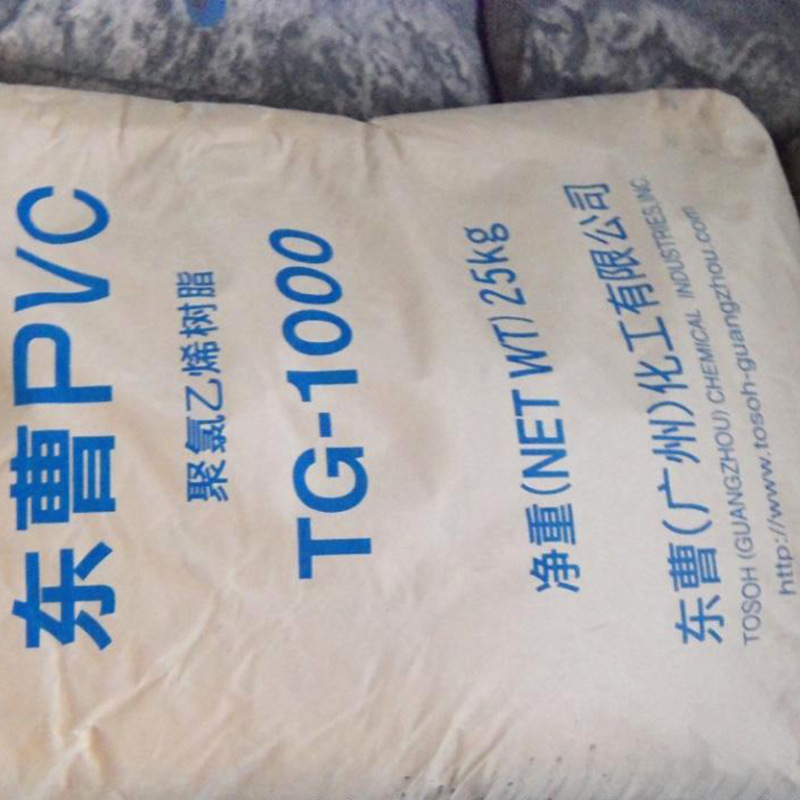 东曹PVC
聚氯乙烯树脂
TG-1000
净重(NET WT)25kg
东曹(广州)化工有限公司
TOSOH (GUANGZHOU) CHEMICAL INDUSTRIES,INC.
http://www.tosoh-guangzhou.com